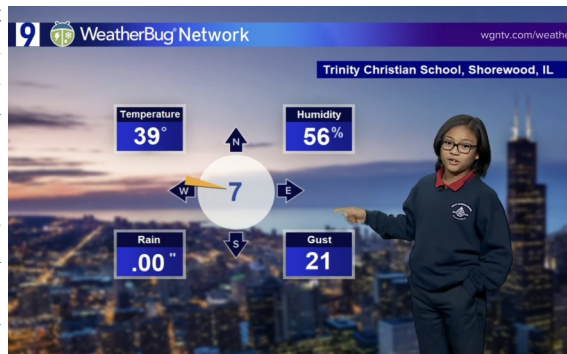 9 WeatherBug® Network
wgntv.com/weathe
Trinity Christian School, Shorewood, IL
Temperature
39°
Humidity
56%
N
W
7
E
S
Rain
.00"
Gust
21